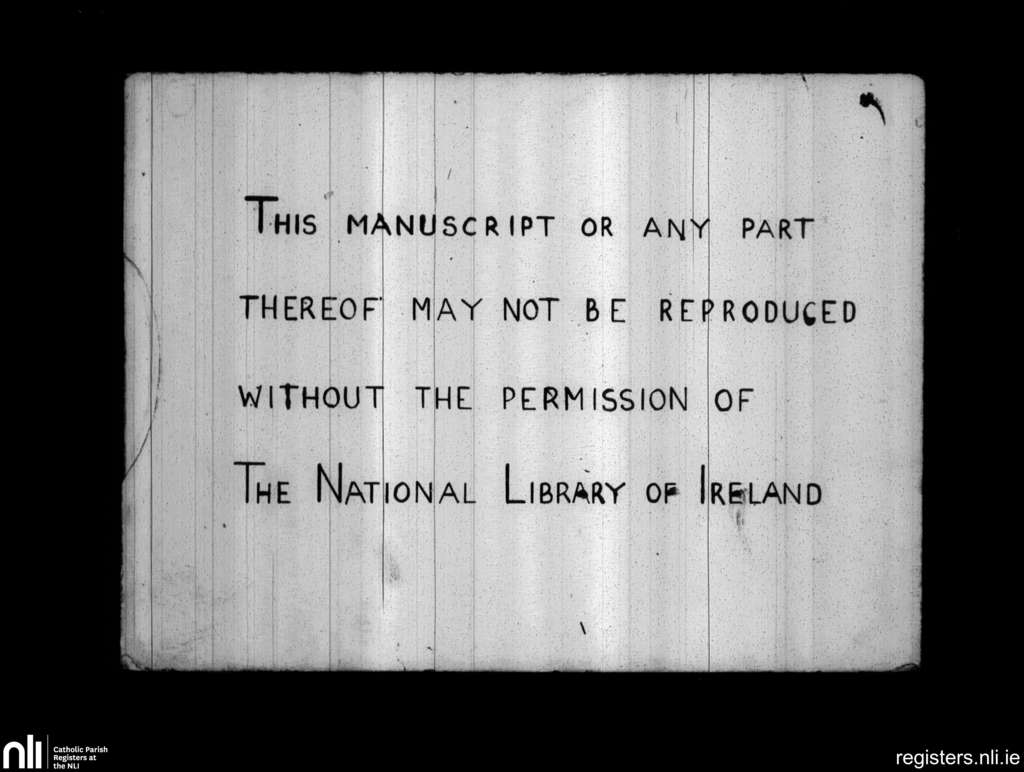 THIS MANUSCRIPT OR ANY PART
THEREOF MAY NOT BE REPRODUCED
WITHOUT THE PERMISSION OF
THE NATIONAL LIBRARY OF IRELAND
nli
Catholic Parish
Registers at
the NLI
registers.nli.ie